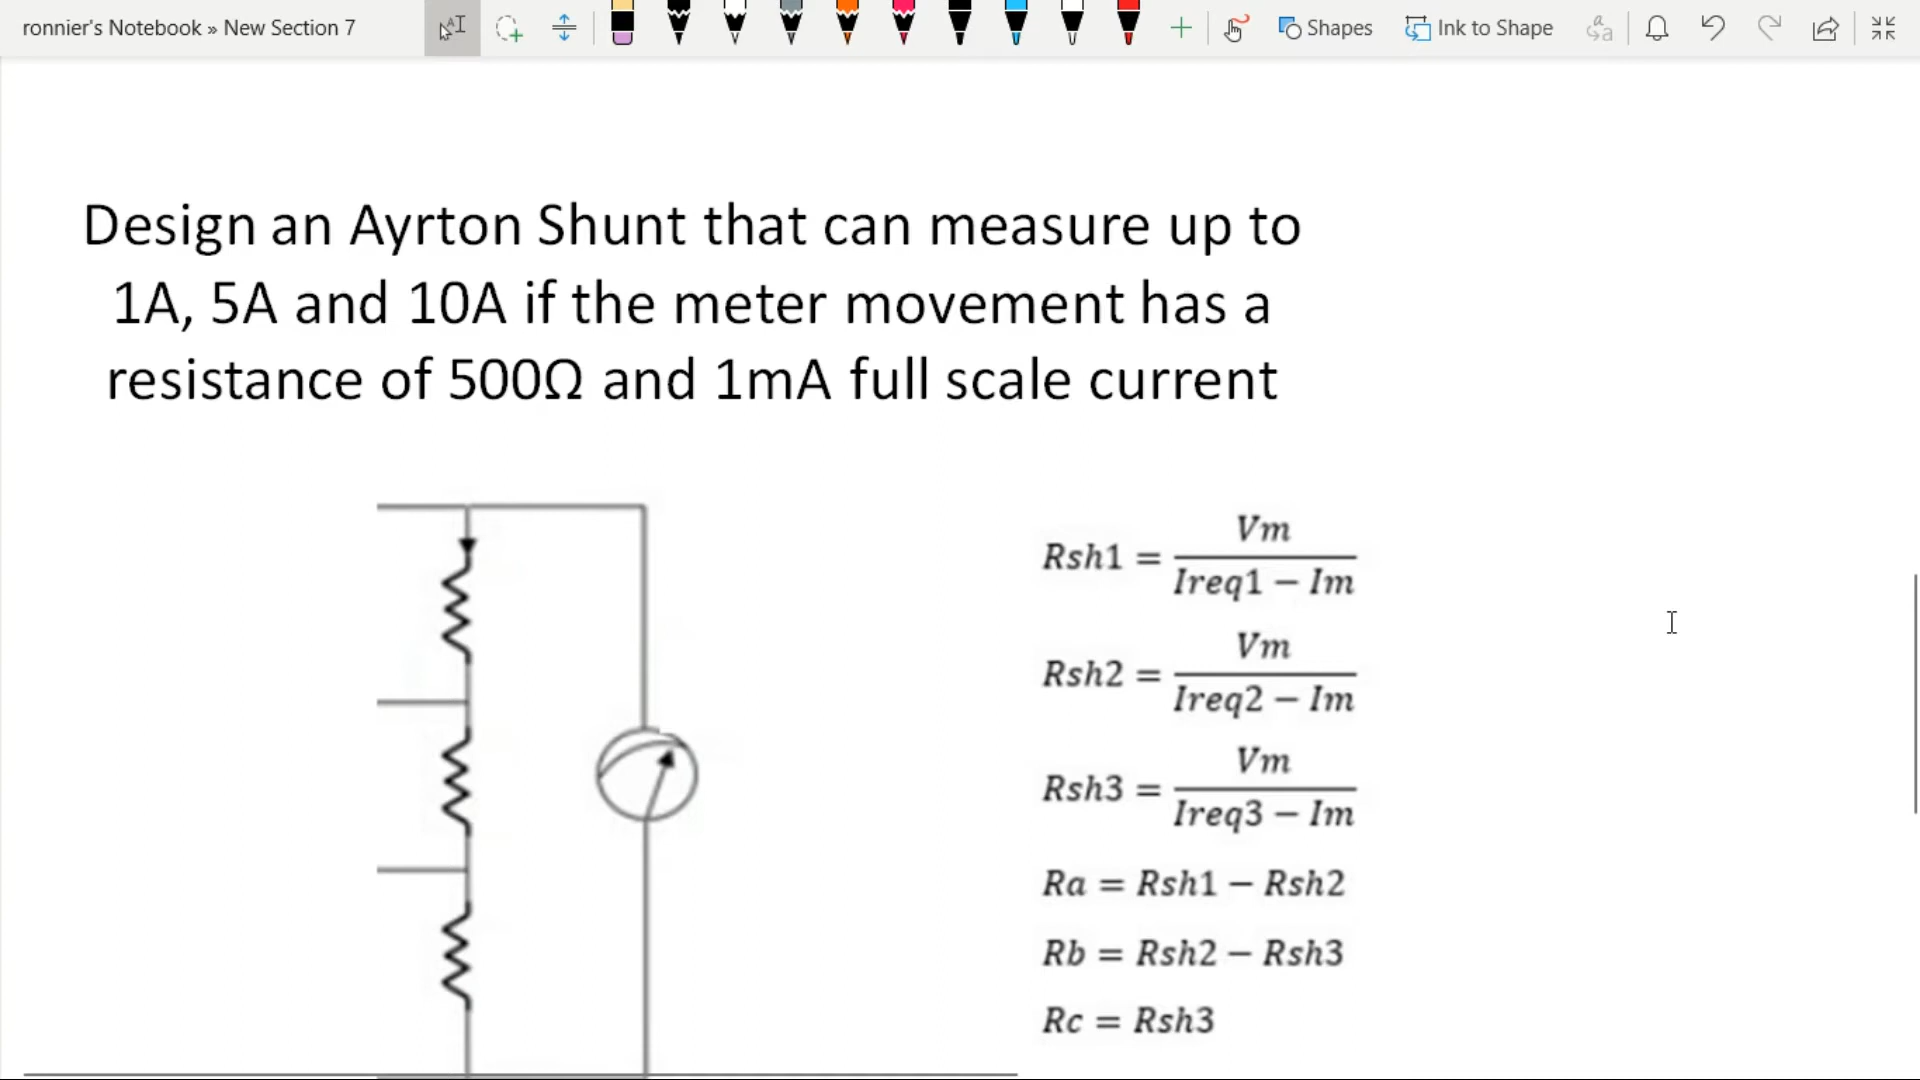 ronnier's Notebook » New Section 7
Shapes
Ink to Shape
Design an Ayrton Shunt that can measure up to
1A, 5A and 10A if the meter movement has a
resistance of 500Ω and 1mA full scale current
Rsh1 = Vm / Ireq1 − Im
Rsh2 = Vm / Ireq2 − Im
Rsh3 = Vm / Ireq3 − Im
Ra = Rsh1 − Rsh2
Rb = Rsh2 − Rsh3
Rc = Rsh3